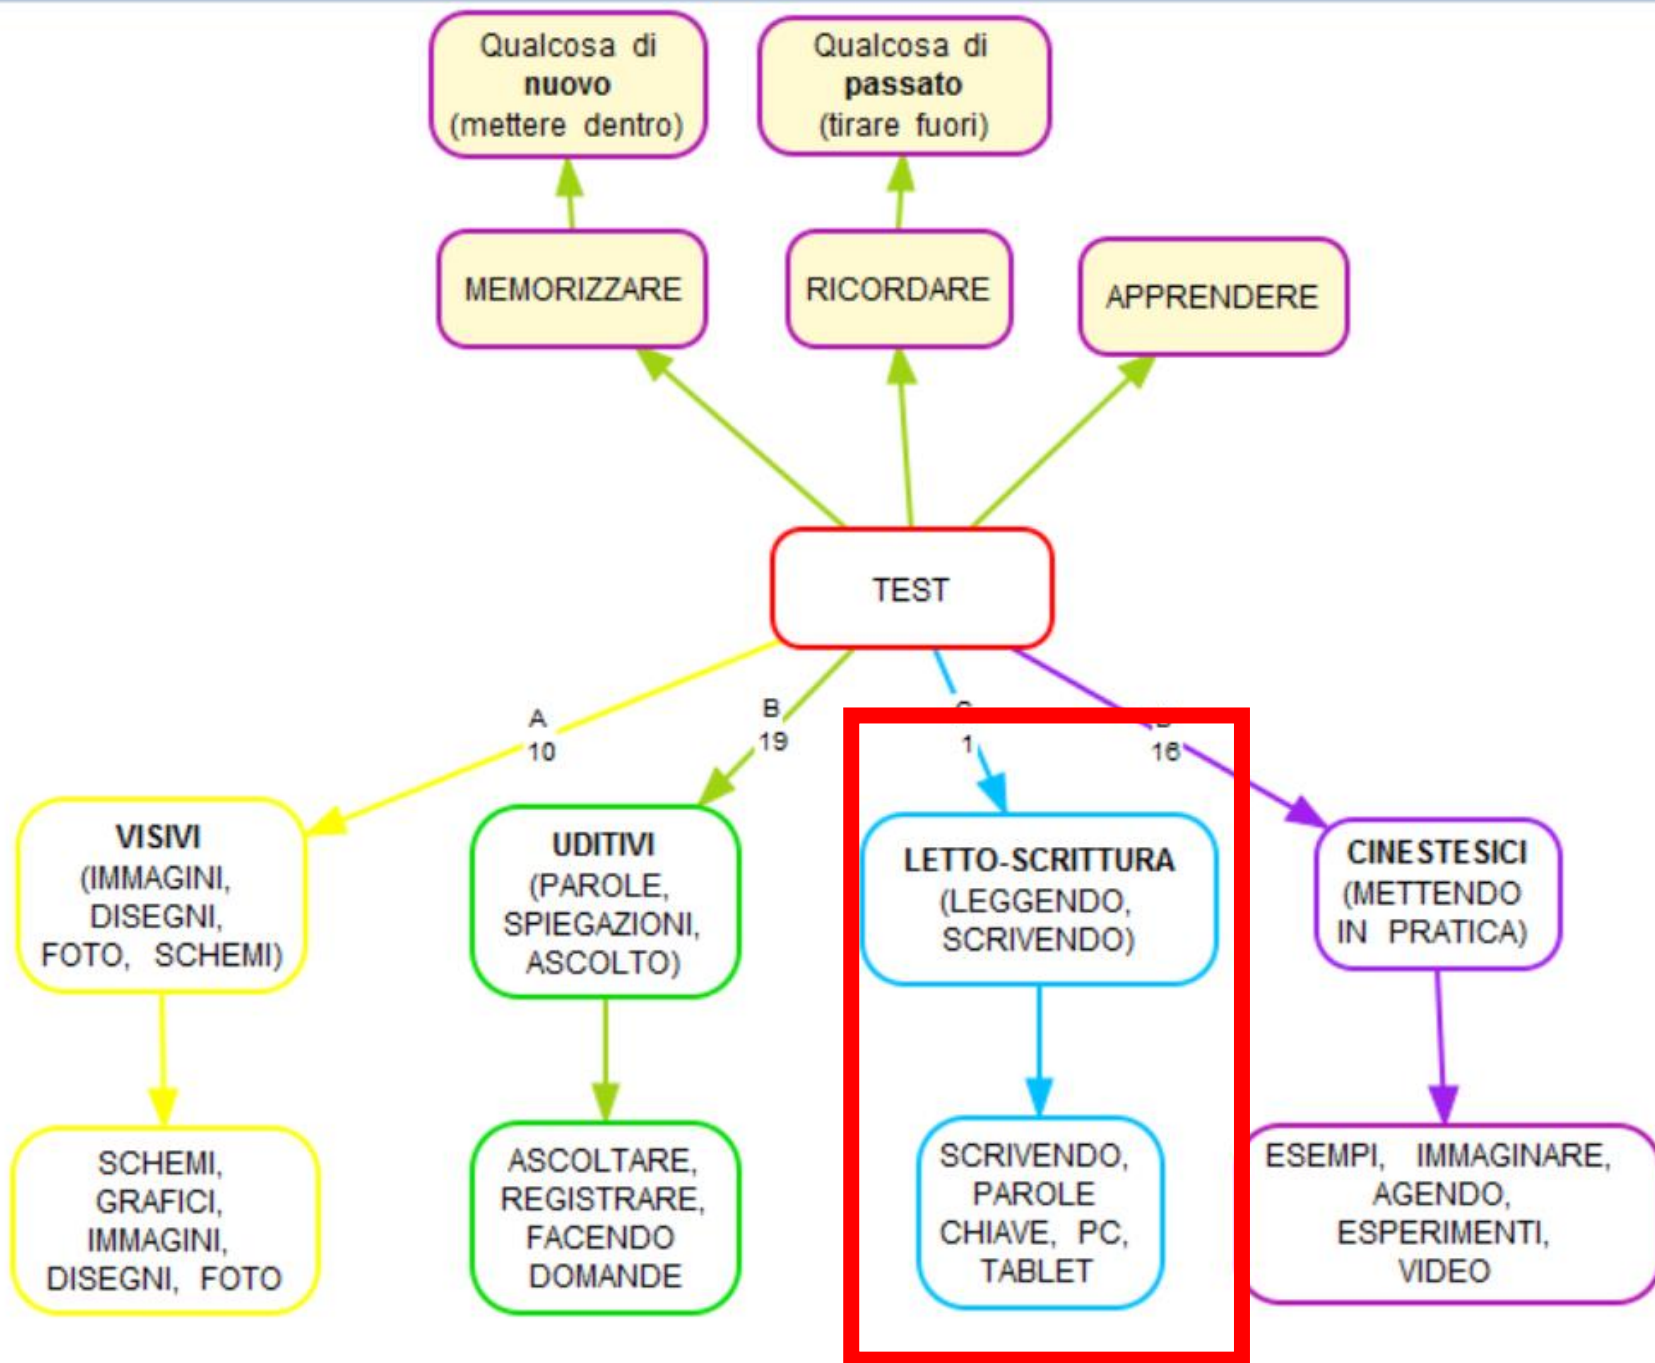 Qualcosa di
nuovo
(mettere dentro)
Qualcosa di
passato
(tirare fuori)
MEMORIZZARE
RICORDARE
APPRENDERE
TEST
A
10
B
19
1
16
VISIVI
(IMMAGINI,
DISEGNI,
FOTO, SCHEMI)
UDITIVI
(PAROLE,
SPIEGAZIONI,
ASCOLTO)
LETTO-SCRITTURA
(LEGGENDO,
SCRIVENDO)
CINESTESICI
(METTENDO
IN PRATICA)
SCHEMI,
GRAFICI,
IMMAGINI,
DISEGNI, FOTO
ASCOLTARE,
REGISTRARE,
FACENDO
DOMANDE
SCRIVENDO,
PAROLE
CHIAVE, PC,
TABLET
ESEMPI, IMMAGINARE,
AGENDO,
ESPERIMENTI,
VIDEO